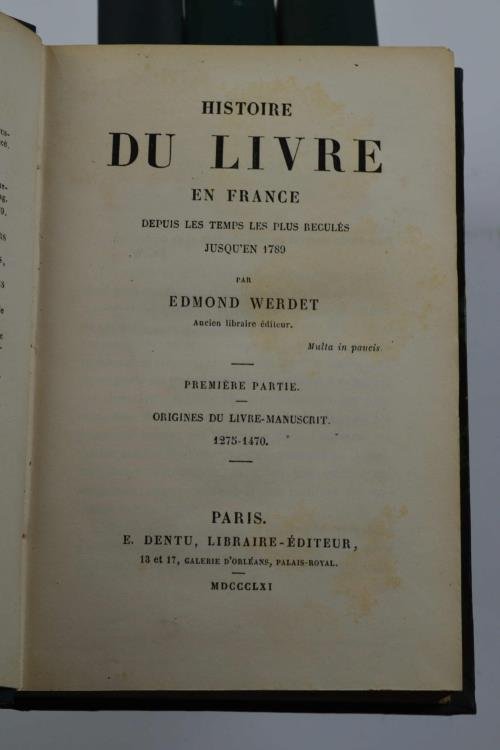 HISTOIRE
DU LIVRE
EN FRANCE
DEPUIS LES TEMPS LES PLUS RECULÉS
JUSQU'EN 1789
PAR
EDMOND WERDET
Ancien libraire éditeur.
Multa in paucis.
PREMIÈRE PARTIE.
ORIGINES DU LIVRE-MANUSCRIT.
1275-1470.
PARIS.
E. DENTU, LIBRAIRE-ÉDITEUR,
13 et 17, GALERIE D'ORLÉANS, PALAIS-ROYAL.
MDCCCLXI